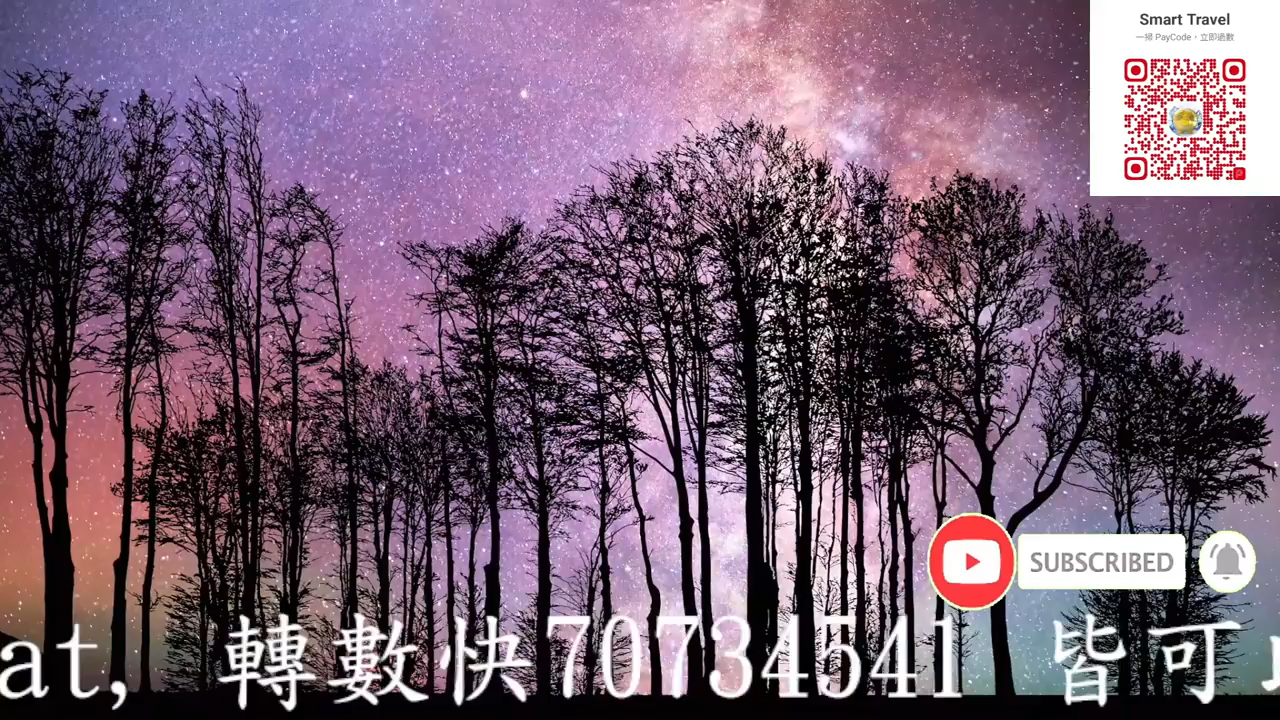 Smart Travel
一掃 PayCode，立即過數
SUBSCRIBED
at, 轉數快70734541 皆可